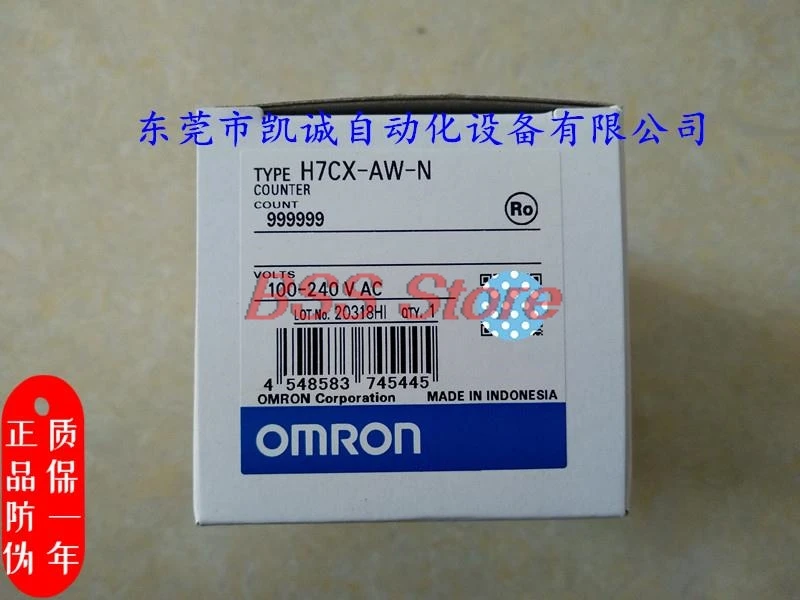 东莞市凯诚自动化设备有限公司
TYPE H7CX-AW-N
COUNTER
COUNT
999999
Ro
VOLTS
100-240 V AC
BSS Store
LOT No. 20318HI QTY. 1
4 548583 745445
OMRON Corporation MADE IN INDONESIA
OMRON
正品防伪
质保一年